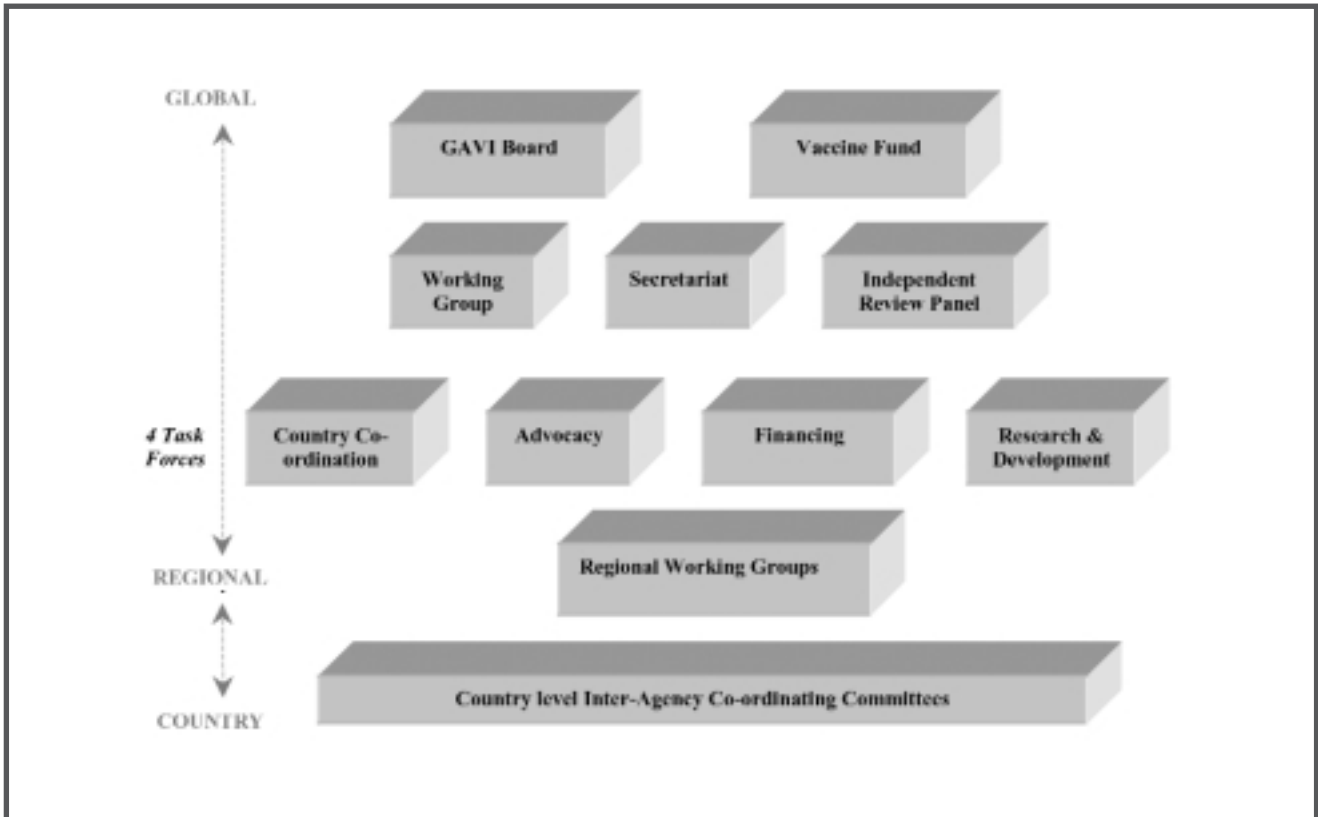 GLOBAL
GAVI Board
Vaccine Fund
Working
Group
Secretariat
Independent
Review Panel
4 Task
Forces
Country Co-
ordination
Advocacy
Financing
Research &
Development
REGIONAL
Regional Working Groups
Country level Inter-Agency Co-ordinating Committees
COUNTRY